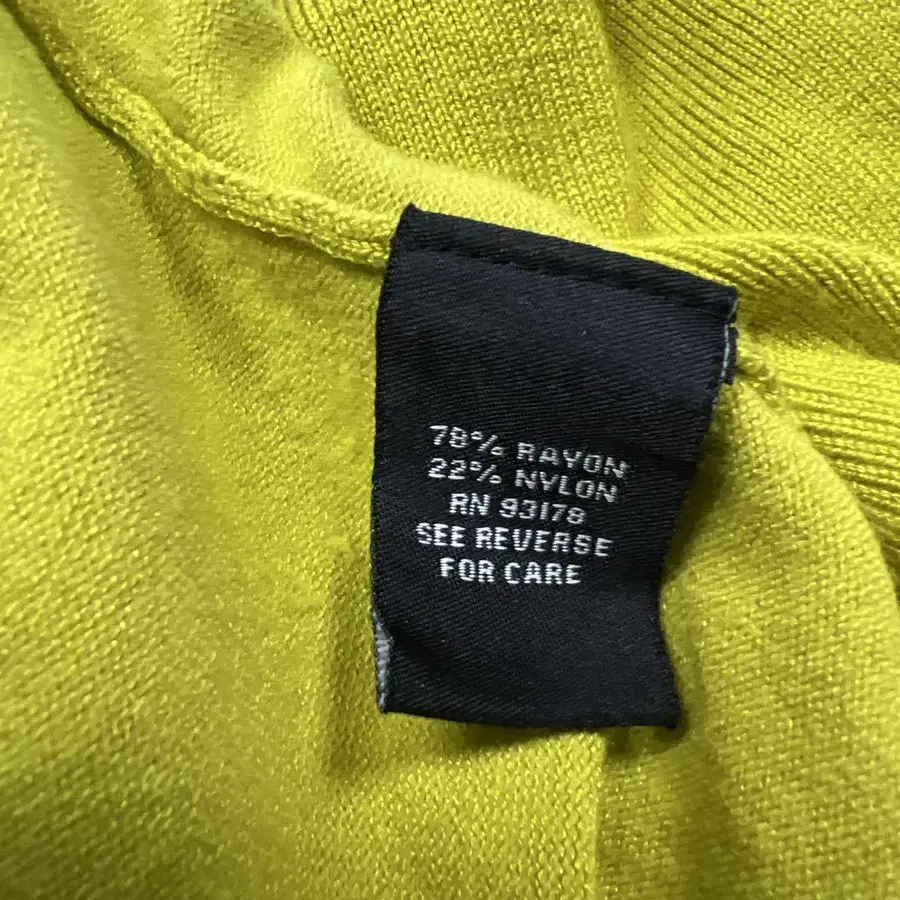 78% RAYON
22% NYLON
RN 93178
SEE REVERSE
FOR CARE